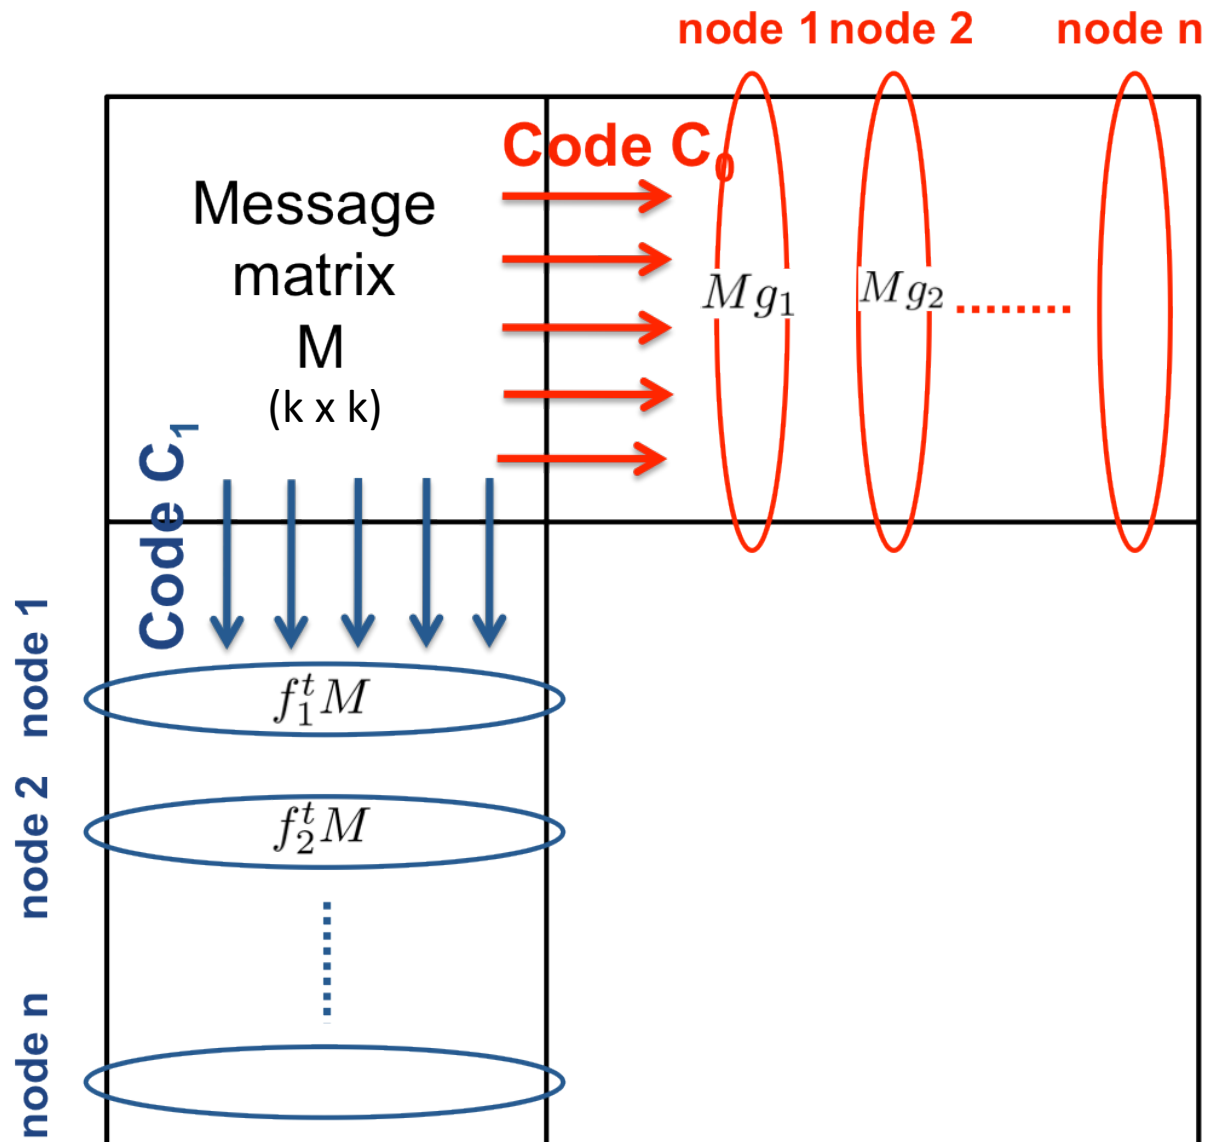 node 1 node 2 node n
Code C₀
Message
matrix
M
(k x k)
Mg₁ Mg₂ ........
Code C₁
node 1
f₁ᵗM
node 2
f₂ᵗM
node n